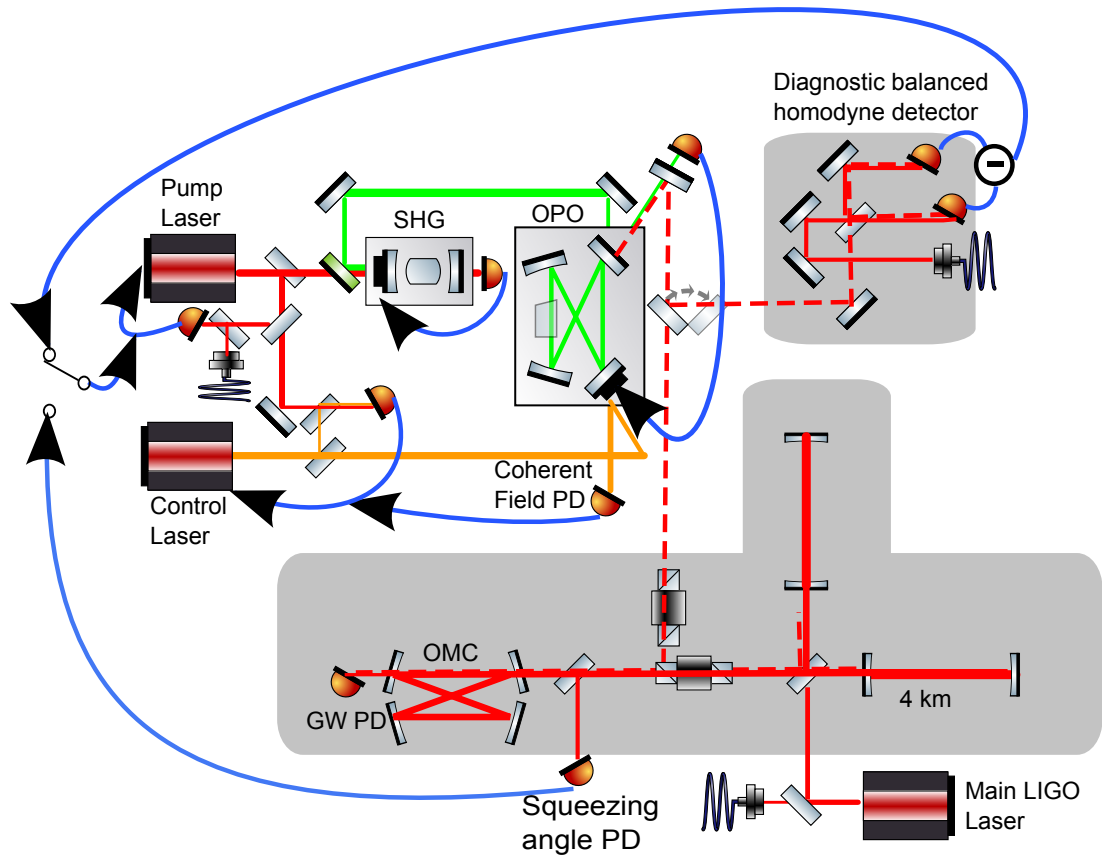 Diagnostic balanced
homodyne detector
Pump
Laser
SHG
OPO
Control
Laser
Coherent
Field PD
OMC
GW PD
4 km
Squeezing
angle PD
Main LIGO
Laser